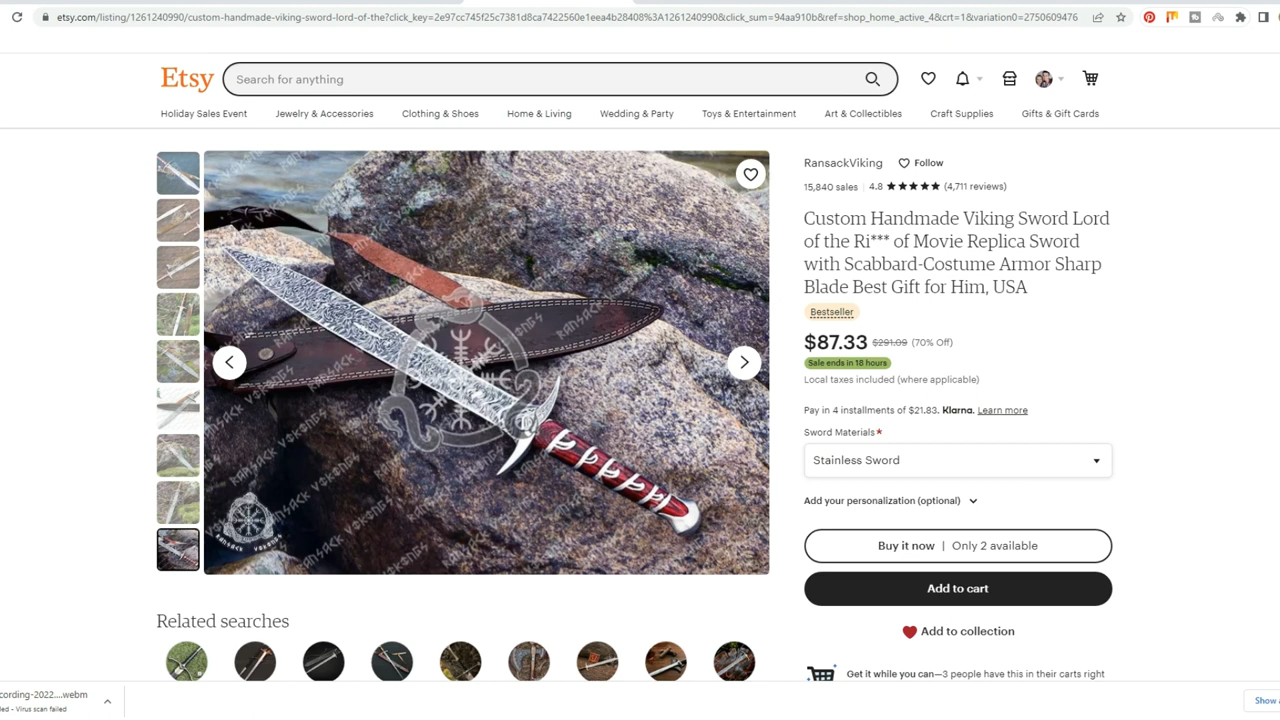 etsy.com/listing/1261240990/custom-handmade-viking-sword-lord-of-the?click_key=2e97cc745f25c7381d8ca7422560e1eea4b28408%3A1261240990&click_sum=94aa910b&ref=shop_home_active_4&crt=1&variation0=2750609476
Etsy
Search for anything
Holiday Sales Event Jewelry & Accessories Clothing & Shoes Home & Living Wedding & Party Toys & Entertainment Art & Collectibles Craft Supplies Gifts & Gift Cards
RansackViking Follow
15,840 sales | 4.8 ★★★★★ (4,711 reviews)
Custom Handmade Viking Sword Lord
of the Ri*** of Movie Replica Sword
with Scabbard-Costume Armor Sharp
Blade Best Gift for Him, USA
Bestseller
$87.33 $291.09 (70% Off)
Sale ends in 18 hours
Local taxes included (where applicable)
Pay in 4 installments of $21.83. Klarna. Learn more
Sword Materials *
Stainless Sword
Add your personalization (optional)
Buy it now | Only 2 available
Add to cart
Add to collection
Get it while you can—3 people have this in their carts right
RANSACK VIKINGS
Related searches
cording-2022....webm
led - Virus scan failed
Show